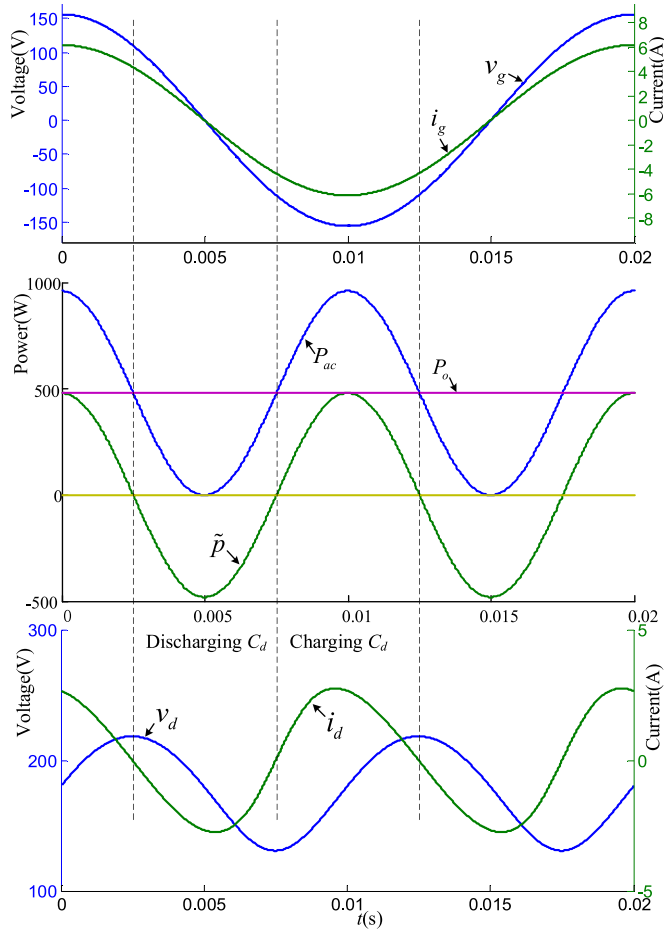 Voltage(V)
150
100
50
0
-50
-100
-150
8
6
4
2
0
-2
-4
-6
-8
Current(A)
v_g
i_g
0
0.005
0.01
0.015
0.02
Power(W)
1000
500
0
-500
P_ac
P_o
p̃
0
0.005
0.01
0.015
0.02
Voltage(V)
300
200
100
Discharging C_d
Charging C_d
v_d
i_d
5
0
-5
Current(A)
0
0.005
0.01
0.015
0.02
t(s)